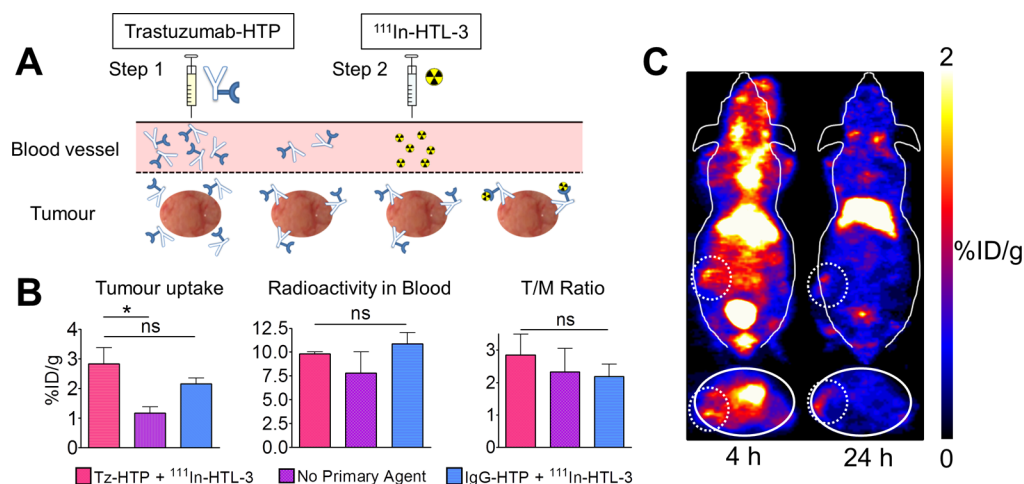 A
Trastuzumab-HTP
¹¹¹In-HTL-3
Step 1
Step 2
Blood vessel
Tumour
B
Tumour uptake
Radioactivity in Blood
T/M Ratio
*
ns
ns
ns
%ID/g
4
3
2
1
0
12.5
10.0
7.5
5.0
2.5
0.0
3
2
1
0
Tz-HTP + ¹¹¹In-HTL-3
No Primary Agent
IgG-HTP + ¹¹¹In-HTL-3
C
2
%ID/g
0
4 h
24 h